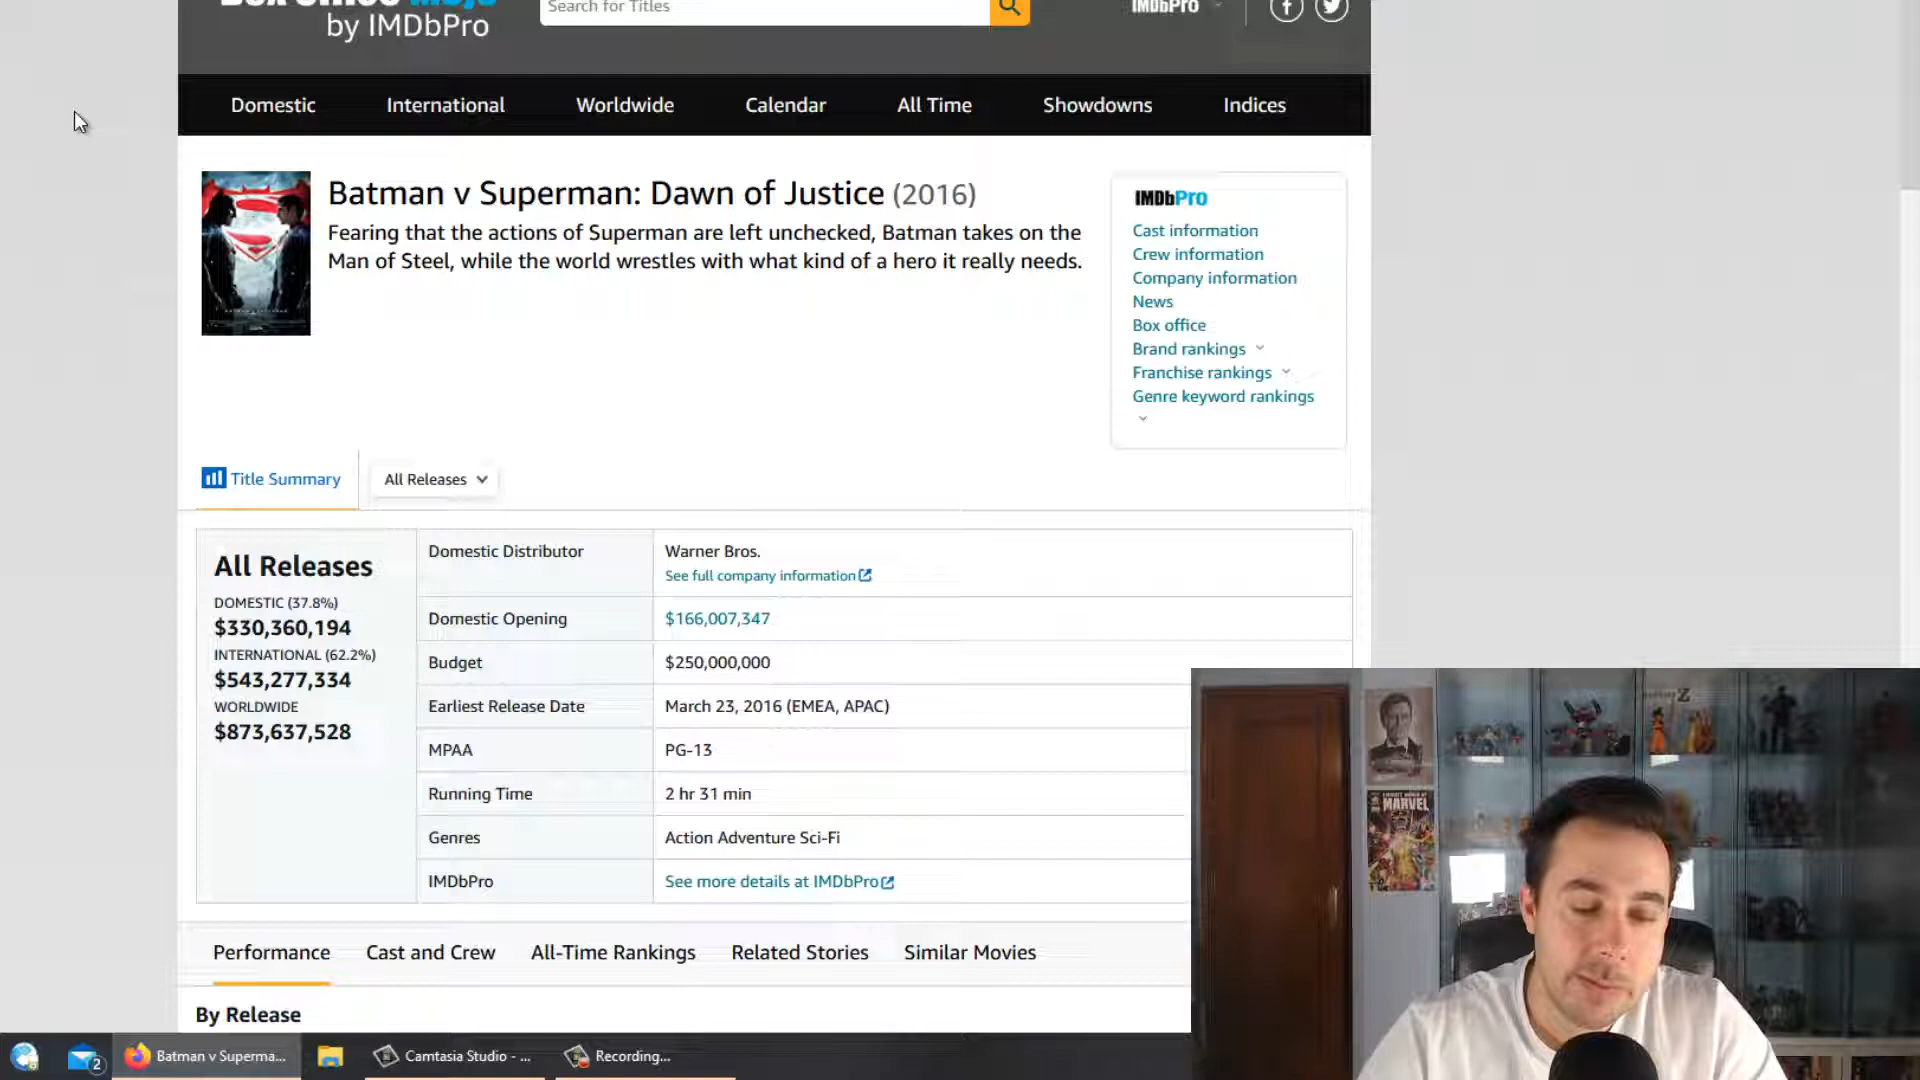 Box Office Mojo
by IMDbPro
Search for Titles
IMDbPro
Domestic
International
Worldwide
Calendar
All Time
Showdowns
Indices
Batman v Superman: Dawn of Justice (2016)
Fearing that the actions of Superman are left unchecked, Batman takes on the
Man of Steel, while the world wrestles with what kind of a hero it really needs.
IMDbPro
Cast information
Crew information
Company information
News
Box office
Brand rankings
Franchise rankings
Genre keyword rankings
Title Summary
All Releases
All Releases
DOMESTIC (37.8%)
$330,360,194
INTERNATIONAL (62.2%)
$543,277,334
WORLDWIDE
$873,637,528
Domestic Distributor
Warner Bros.
See full company information
Domestic Opening
$166,007,347
Budget
$250,000,000
Earliest Release Date
March 23, 2016 (EMEA, APAC)
MPAA
PG-13
Running Time
2 hr 31 min
Genres
Action Adventure Sci-Fi
IMDbPro
See more details at IMDbPro
Performance
Cast and Crew
All-Time Rankings
Related Stories
Similar Movies
By Release
MARVEL
Z
2
Batman v Superma...
Camtasia Studio - ...
Recording...